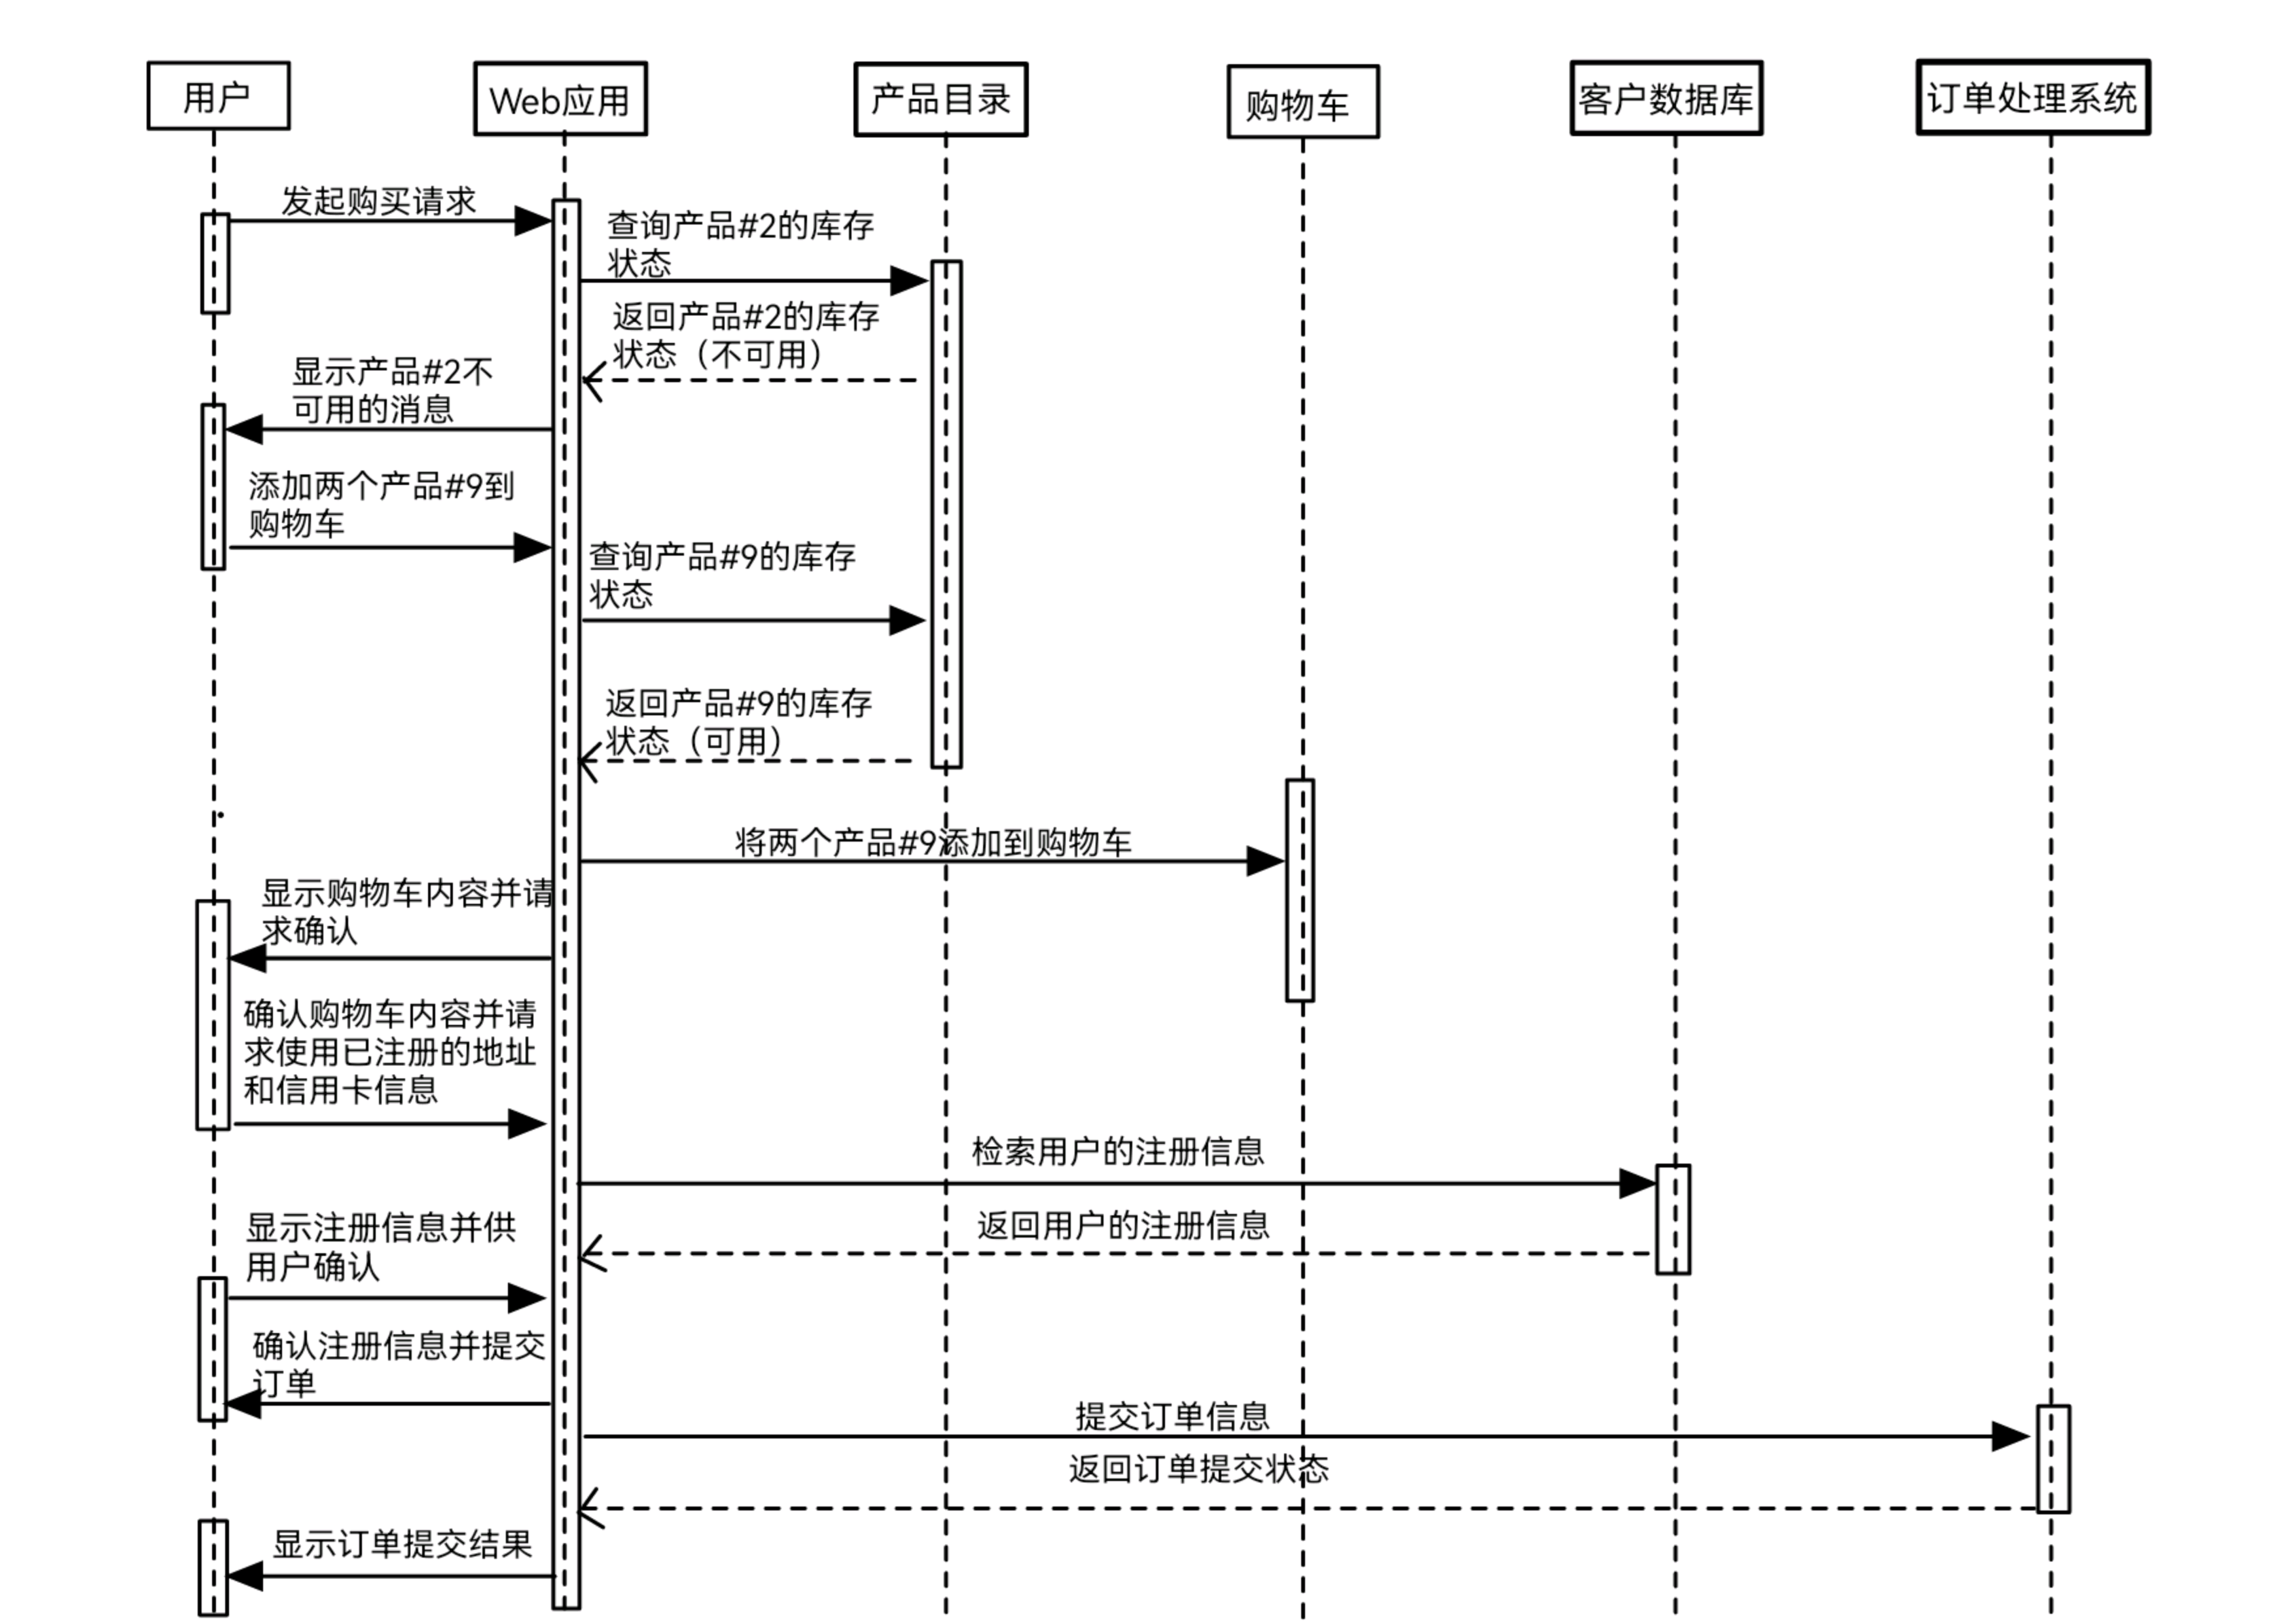 用户
Web应用
产品目录
购物车
客户数据库
订单处理系统
发起购买请求
查询产品#2的库存
状态
返回产品#2的库存
状态（不可用）
显示产品#2不
可用的消息
添加两个产品#9到
购物车
查询产品#9的库存
状态
返回产品#9的库存
状态（可用）
将两个产品#9添加到购物车
显示购物车内容并请
求确认
确认购物车内容并请
求使用已注册的地址
和信用卡信息
检索用户的注册信息
返回用户的注册信息
显示注册信息并供
用户确认
确认注册信息并提交
订单
提交订单信息
返回订单提交状态
显示订单提交结果